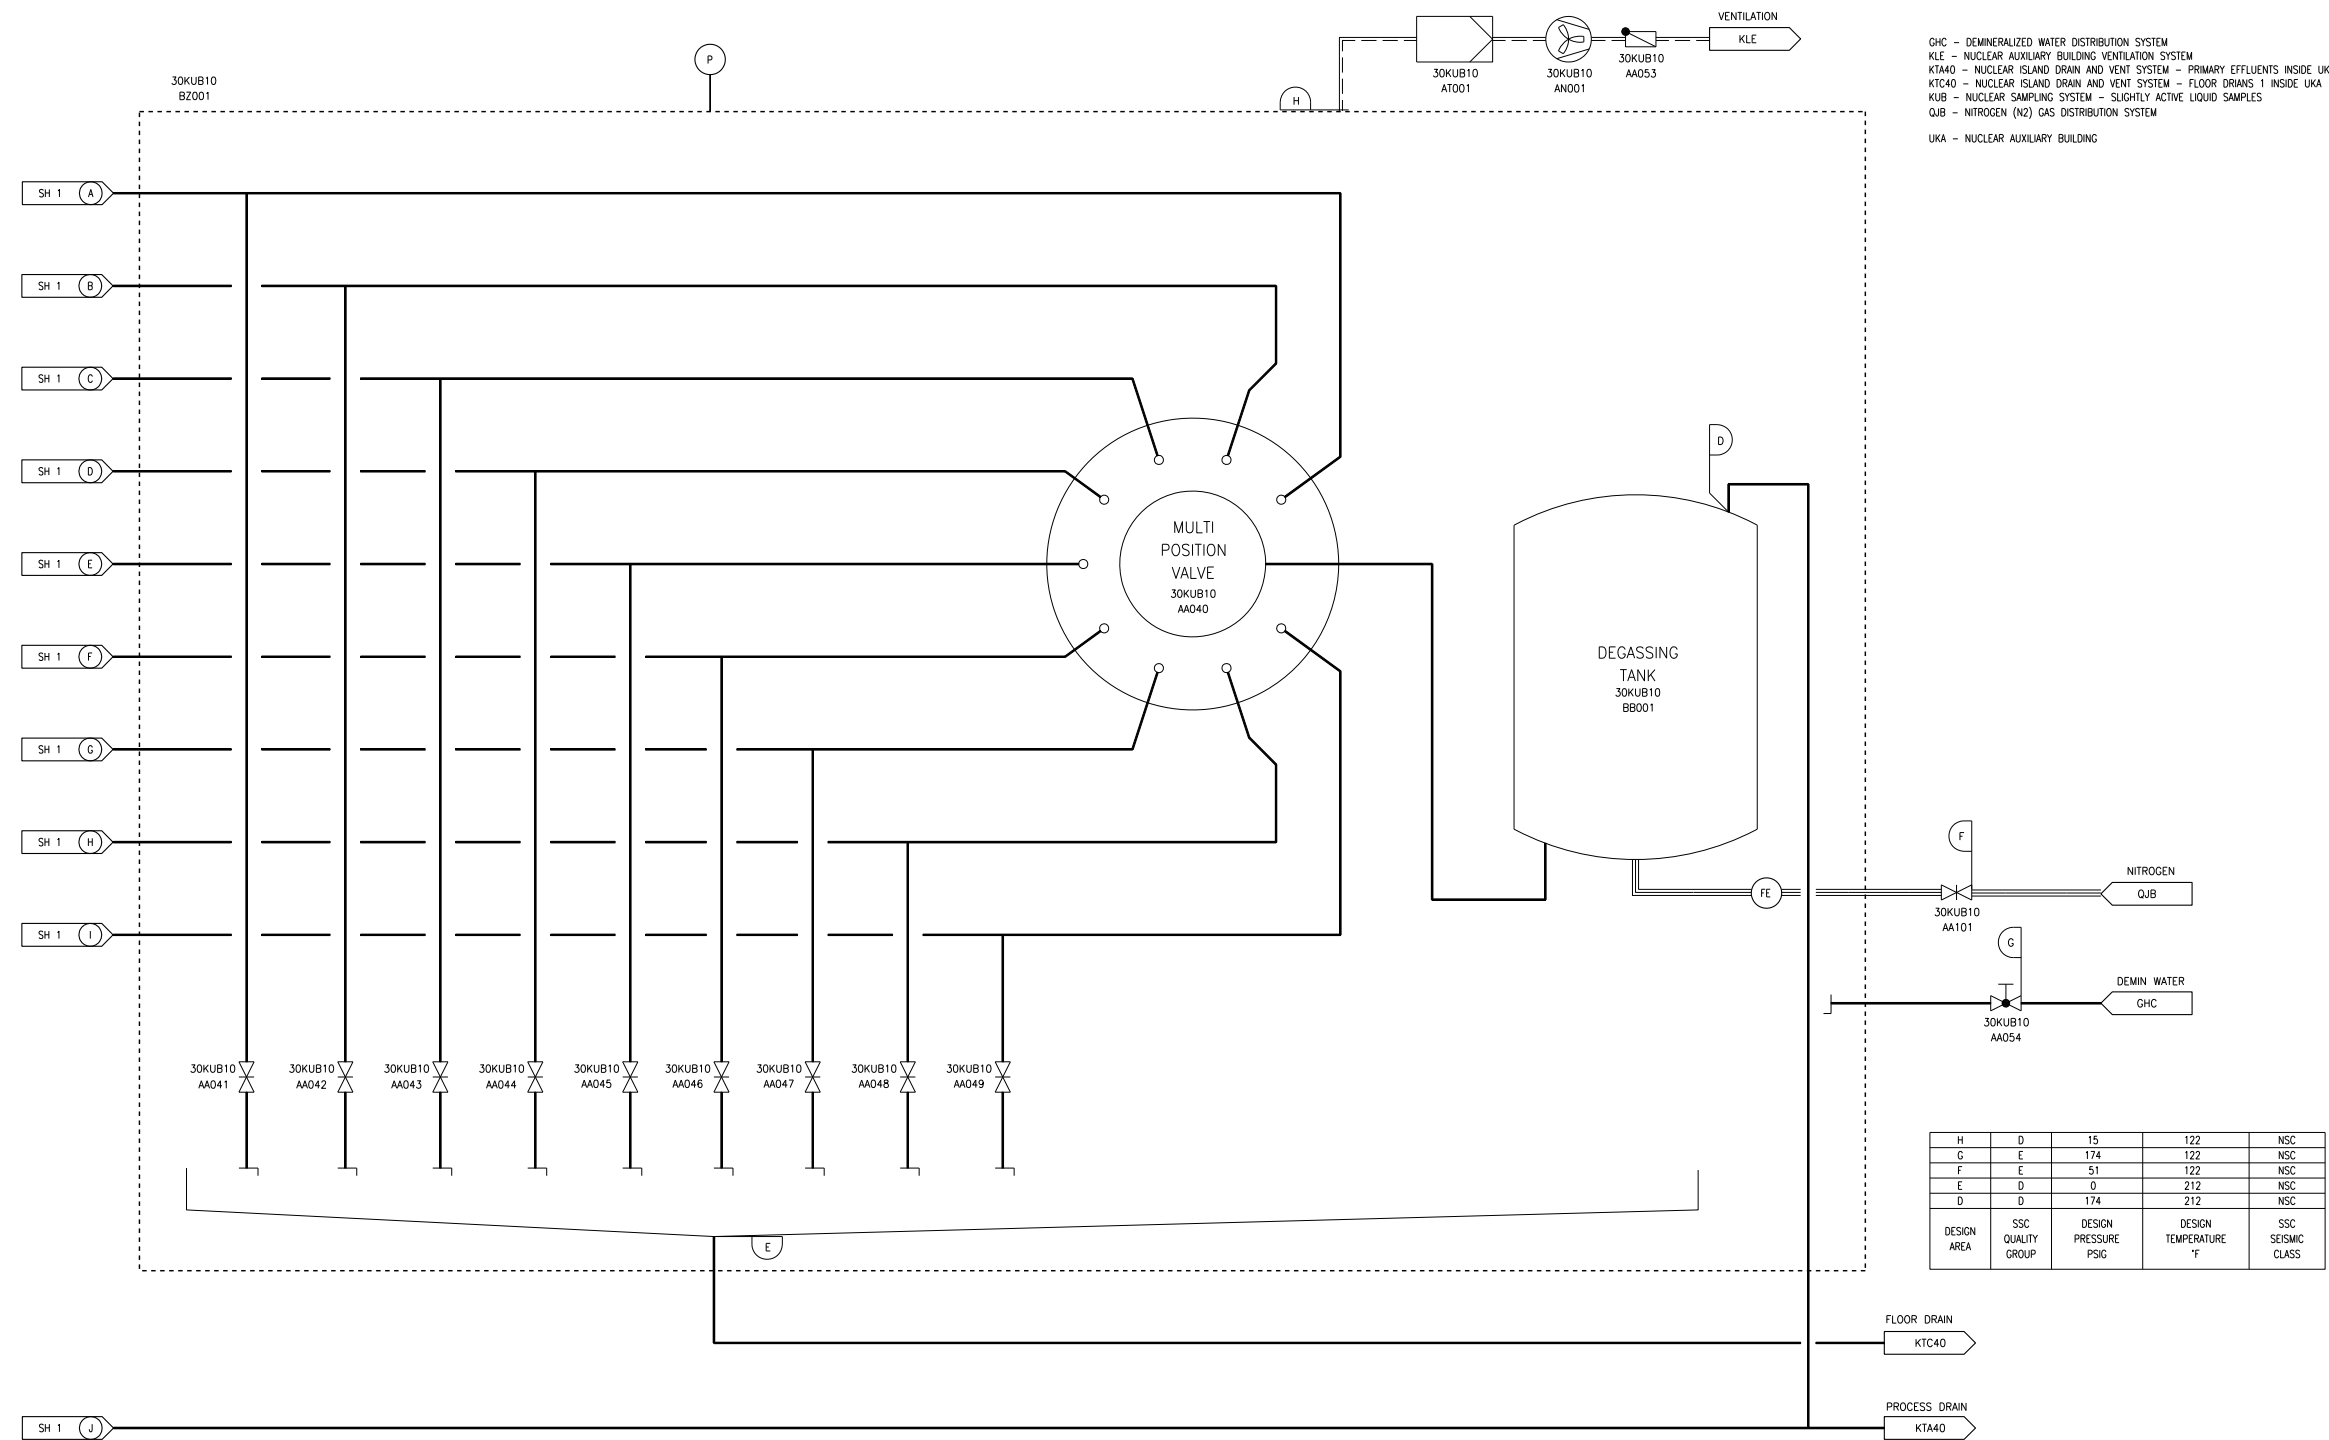 VENTILATION
KLE
P
30KUB10
BZ001
H
30KUB10
AT001
30KUB10
AN001
30KUB10
AA053
GHC – DEMINERALIZED WATER DISTRIBUTION SYSTEM
KLE – NUCLEAR AUXILIARY BUILDING VENTILATION SYSTEM
KTA40 – NUCLEAR ISLAND DRAIN AND VENT SYSTEM – PRIMARY EFFLUENTS INSIDE UK
KTC40 – NUCLEAR ISLAND DRAIN AND VENT SYSTEM – FLOOR DRIANS 1 INSIDE UKA
KUB – NUCLEAR SAMPLING SYSTEM – SLIGHTLY ACTIVE LIQUID SAMPLES
QJB – NITROGEN (N2) GAS DISTRIBUTION SYSTEM
UKA – NUCLEAR AUXILIARY BUILDING
SH 1 A
SH 1 B
SH 1 C
SH 1 D
SH 1 E
SH 1 F
SH 1 G
SH 1 H
SH 1 I
MULTI
POSITION
VALVE
30KUB10
AA040
D
DEGASSING
TANK
30KUB10
BB001
FE
F
30KUB10
AA101
NITROGEN
QJB
G
30KUB10
AA054
DEMIN WATER
GHC
30KUB10
AA041
30KUB10
AA042
30KUB10
AA043
30KUB10
AA044
30KUB10
AA045
30KUB10
AA046
30KUB10
AA047
30KUB10
AA048
30KUB10
AA049
E
H D 15 122 NSC
G E 174 122 NSC
F E 51 122 NSC
E D 0 212 NSC
D D 174 212 NSC
DESIGN
AREA
SSC
QUALITY
GROUP
DESIGN
PRESSURE
PSIG
DESIGN
TEMPERATURE
°F
SSC
SEISMIC
CLASS
FLOOR DRAIN
KTC40
SH 1 J
PROCESS DRAIN
KTA40